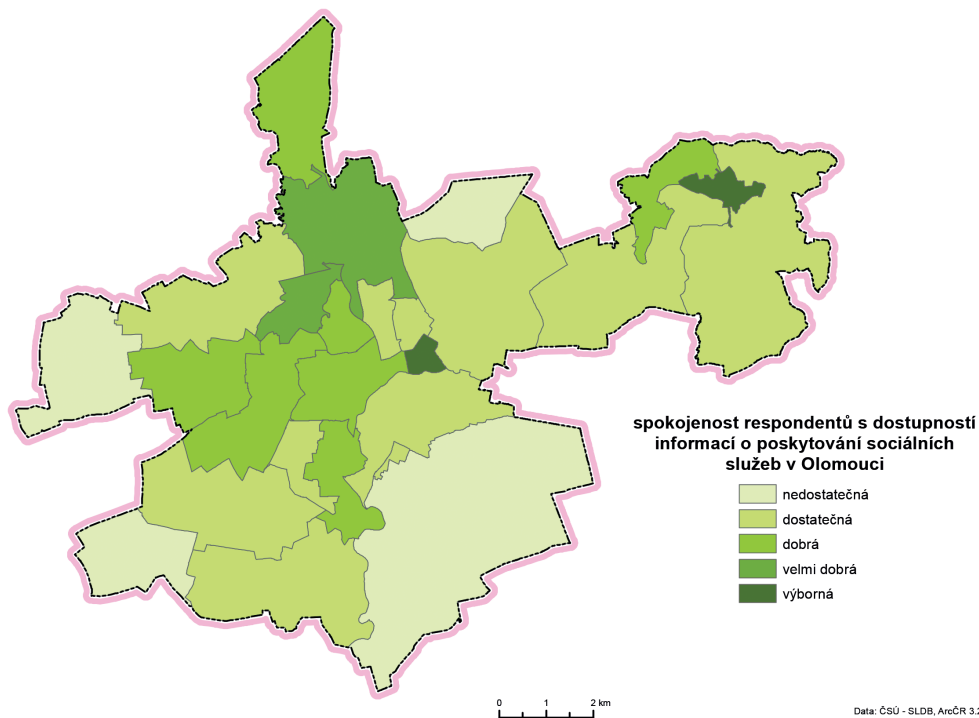 spokojenost respondentů s dostupností
informací o poskytování sociálních
služeb v Olomouci
nedostatečná
dostatečná
dobrá
velmi dobrá
výborná
0 1 2 km
Data: ČSÚ - SLDB, ArcČR 3.2